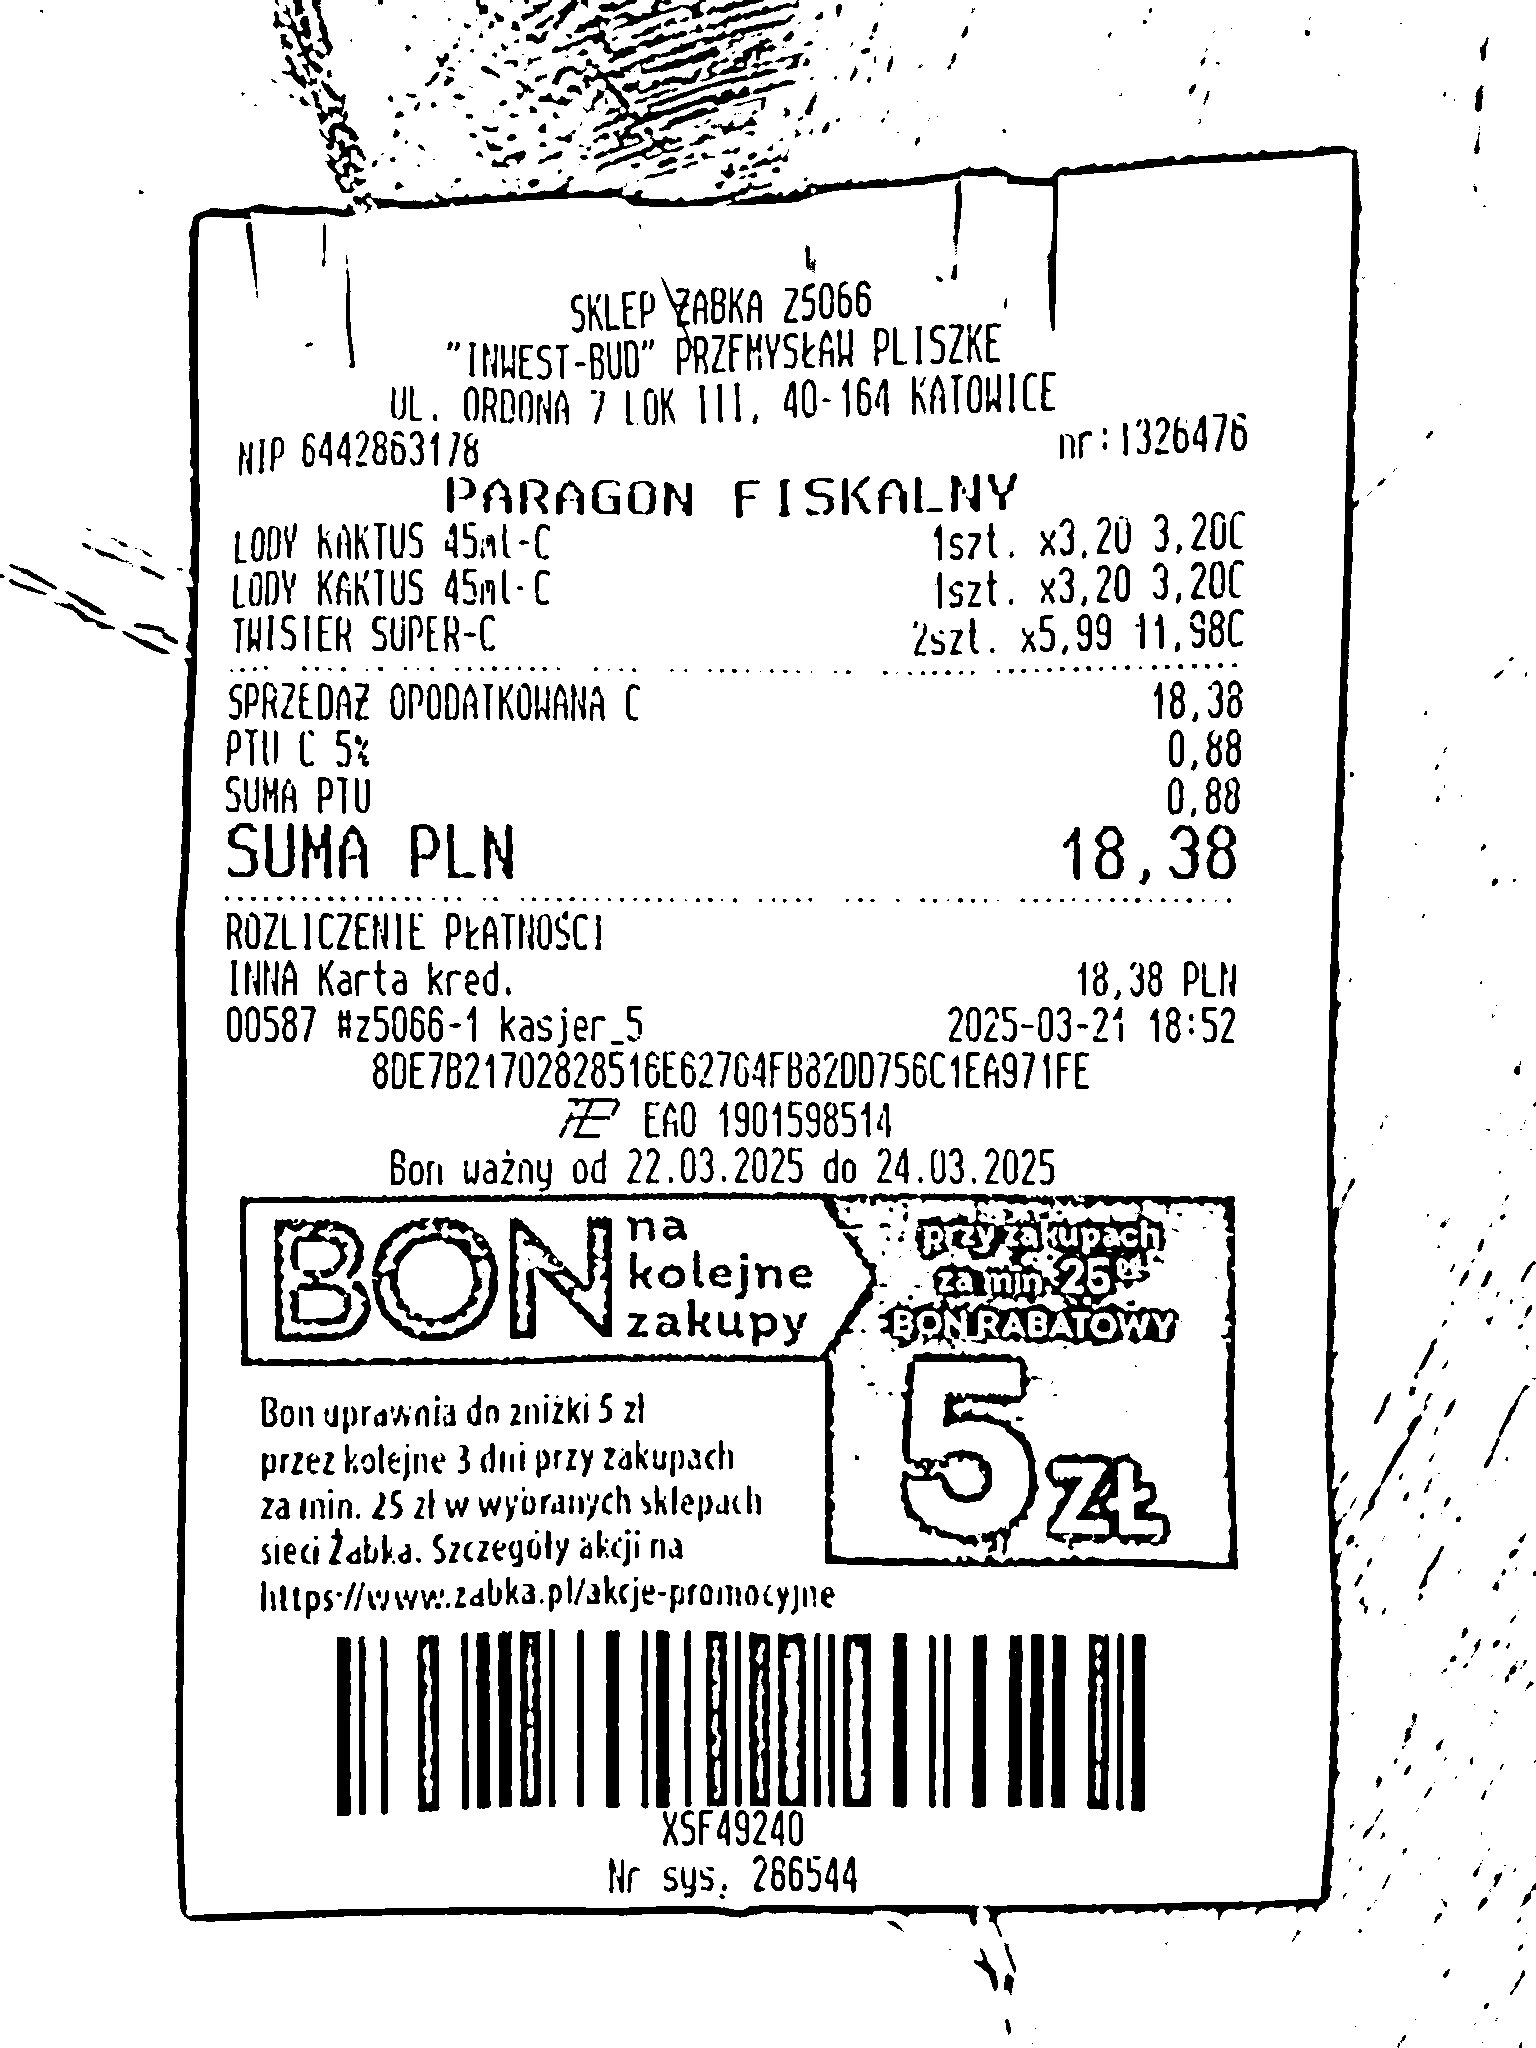 SKLEP ŻABKA Z5066
"INWEST-BUD" PRZEMYSŁAW PLISZKE
UL. ORDONA 7 LOK III, 40-164 KATOWICE
NIP 6442863178 nr:1326476
PARAGON FISKALNY
LODY KAKTUS 45ml-C 1szt. x3,20 3,20C
LODY KAKTUS 45ml-C 1szt. x3,20 3,20C
TWISTER SUPER-C 2szt. x5,99 11,98C
SPRZEDAŻ OPODATKOWANA C 18,38
PTU C 5% 0,88
SUMA PTU 0,88
SUMA PLN 18,38
ROZLICZENIE PŁATNOŚCI
INNA Karta kred. 18,38 PLN
00587 #z5066-1 kasjer_5 2025-03-21 18:52
8DE7B21702828516E62764FB82DD756C1EA971FE
EAO 1901598514
Bon ważny od 22.03.2025 do 24.03.2025
BON na kolejne zakupy
przy zakupach
za min. 25 zł
BON RABATOWY
5 ZŁ
Bon uprawnia do zniżki 5 zł
przez kolejne 3 dni przy zakupach
za min. 25 zł w wybranych sklepach
sieci Żabka. Szczegóły akcji na
https://www.zabka.pl/akcje-promocyjne
XSF49240
Nr sys. 286544